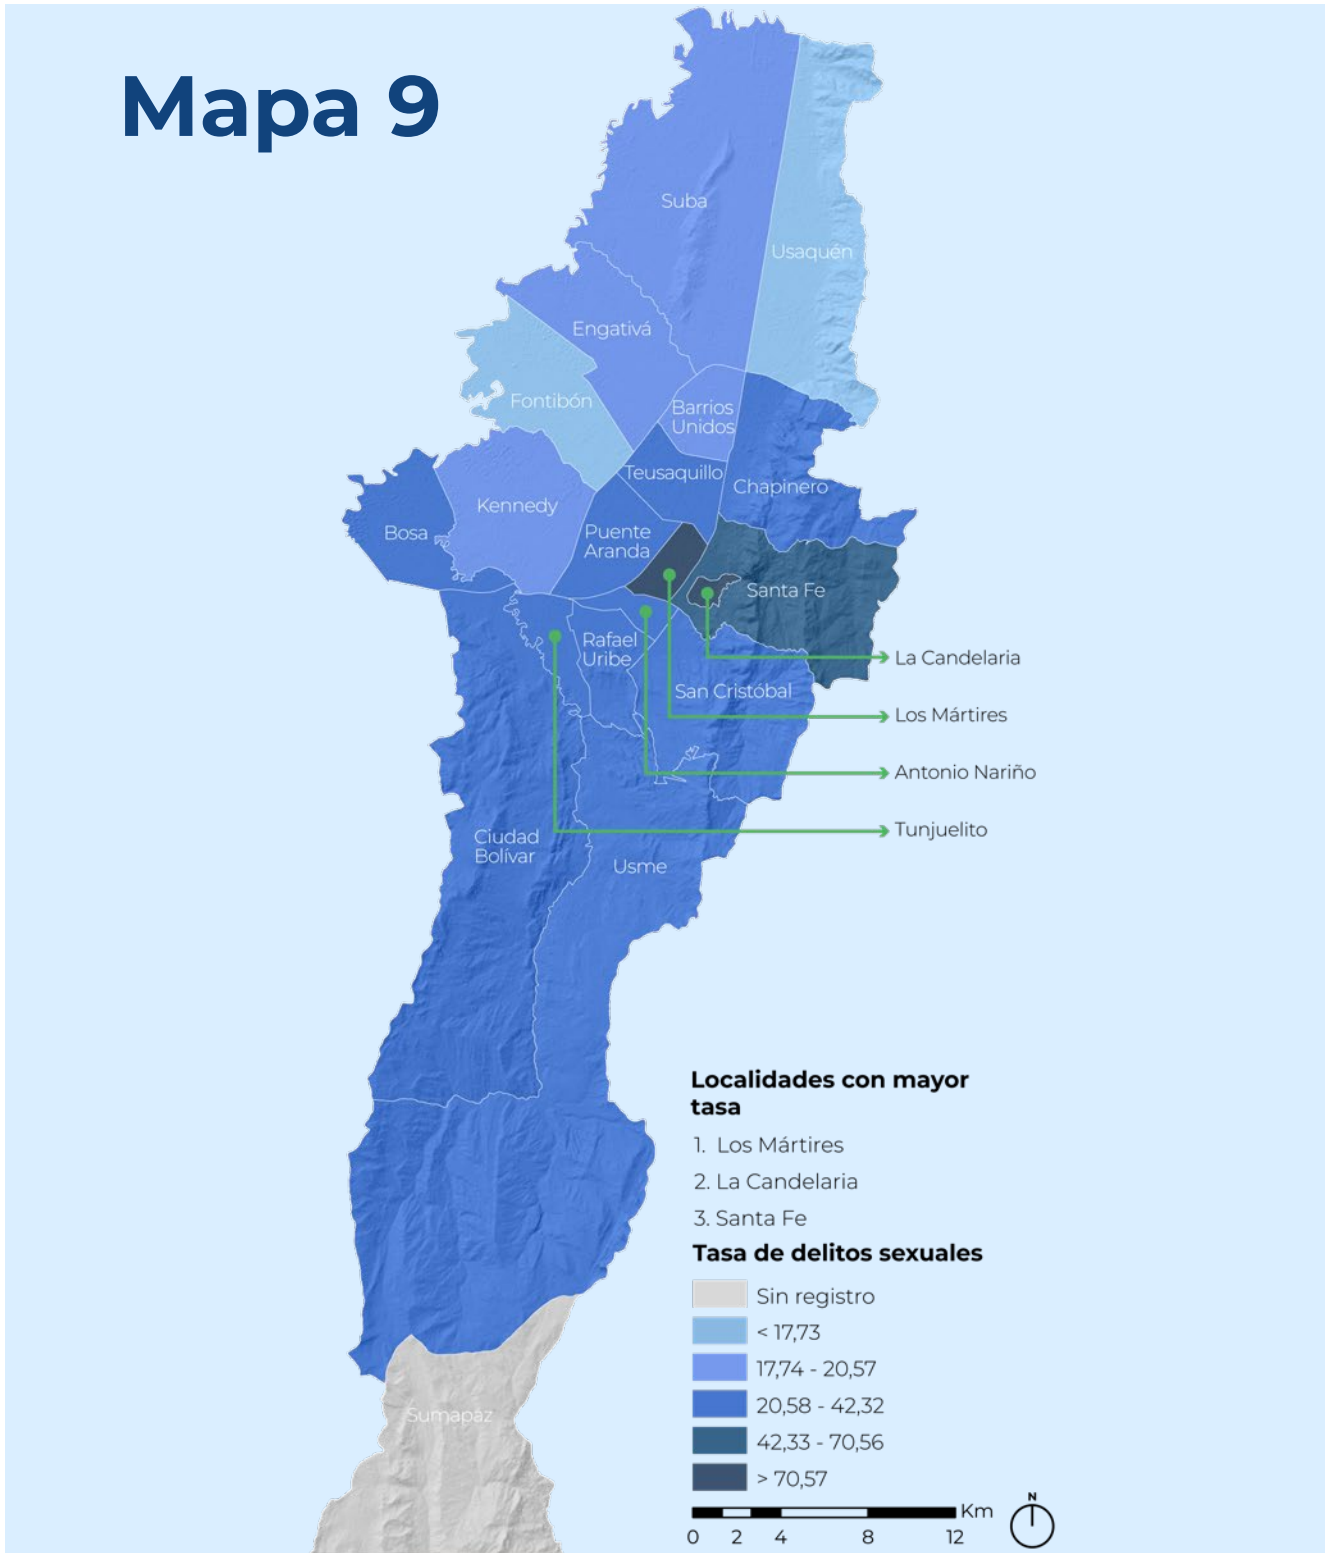 Mapa 9
Suba
Usaquén
Engativá
Fontibón
Barrios
Unidos
Teusaquillo
Chapinero
Kennedy
Bosa
Puente
Aranda
Santa Fe
Rafael
Uribe
La Candelaria
San Cristóbal
Los Mártires
Antonio Nariño
Tunjuelito
Ciudad
Bolívar
Usme
Localidades con mayor
tasa
1. Los Mártires
2. La Candelaria
3. Santa Fe
Tasa de delitos sexuales
Sin registro
< 17,73
17,74 - 20,57
20,58 - 42,32
Sumapaz
42,33 - 70,56
> 70,57
Km
N
0 2 4 8 12